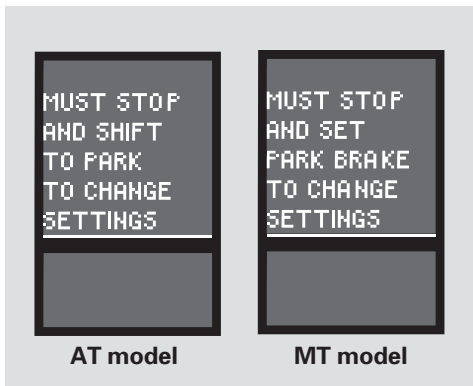 MUST STOP
AND SHIFT
TO PARK
TO CHANGE
SETTINGS
AT model
MUST STOP
AND SET
PARK BRAKE
TO CHANGE
SETTINGS
MT model